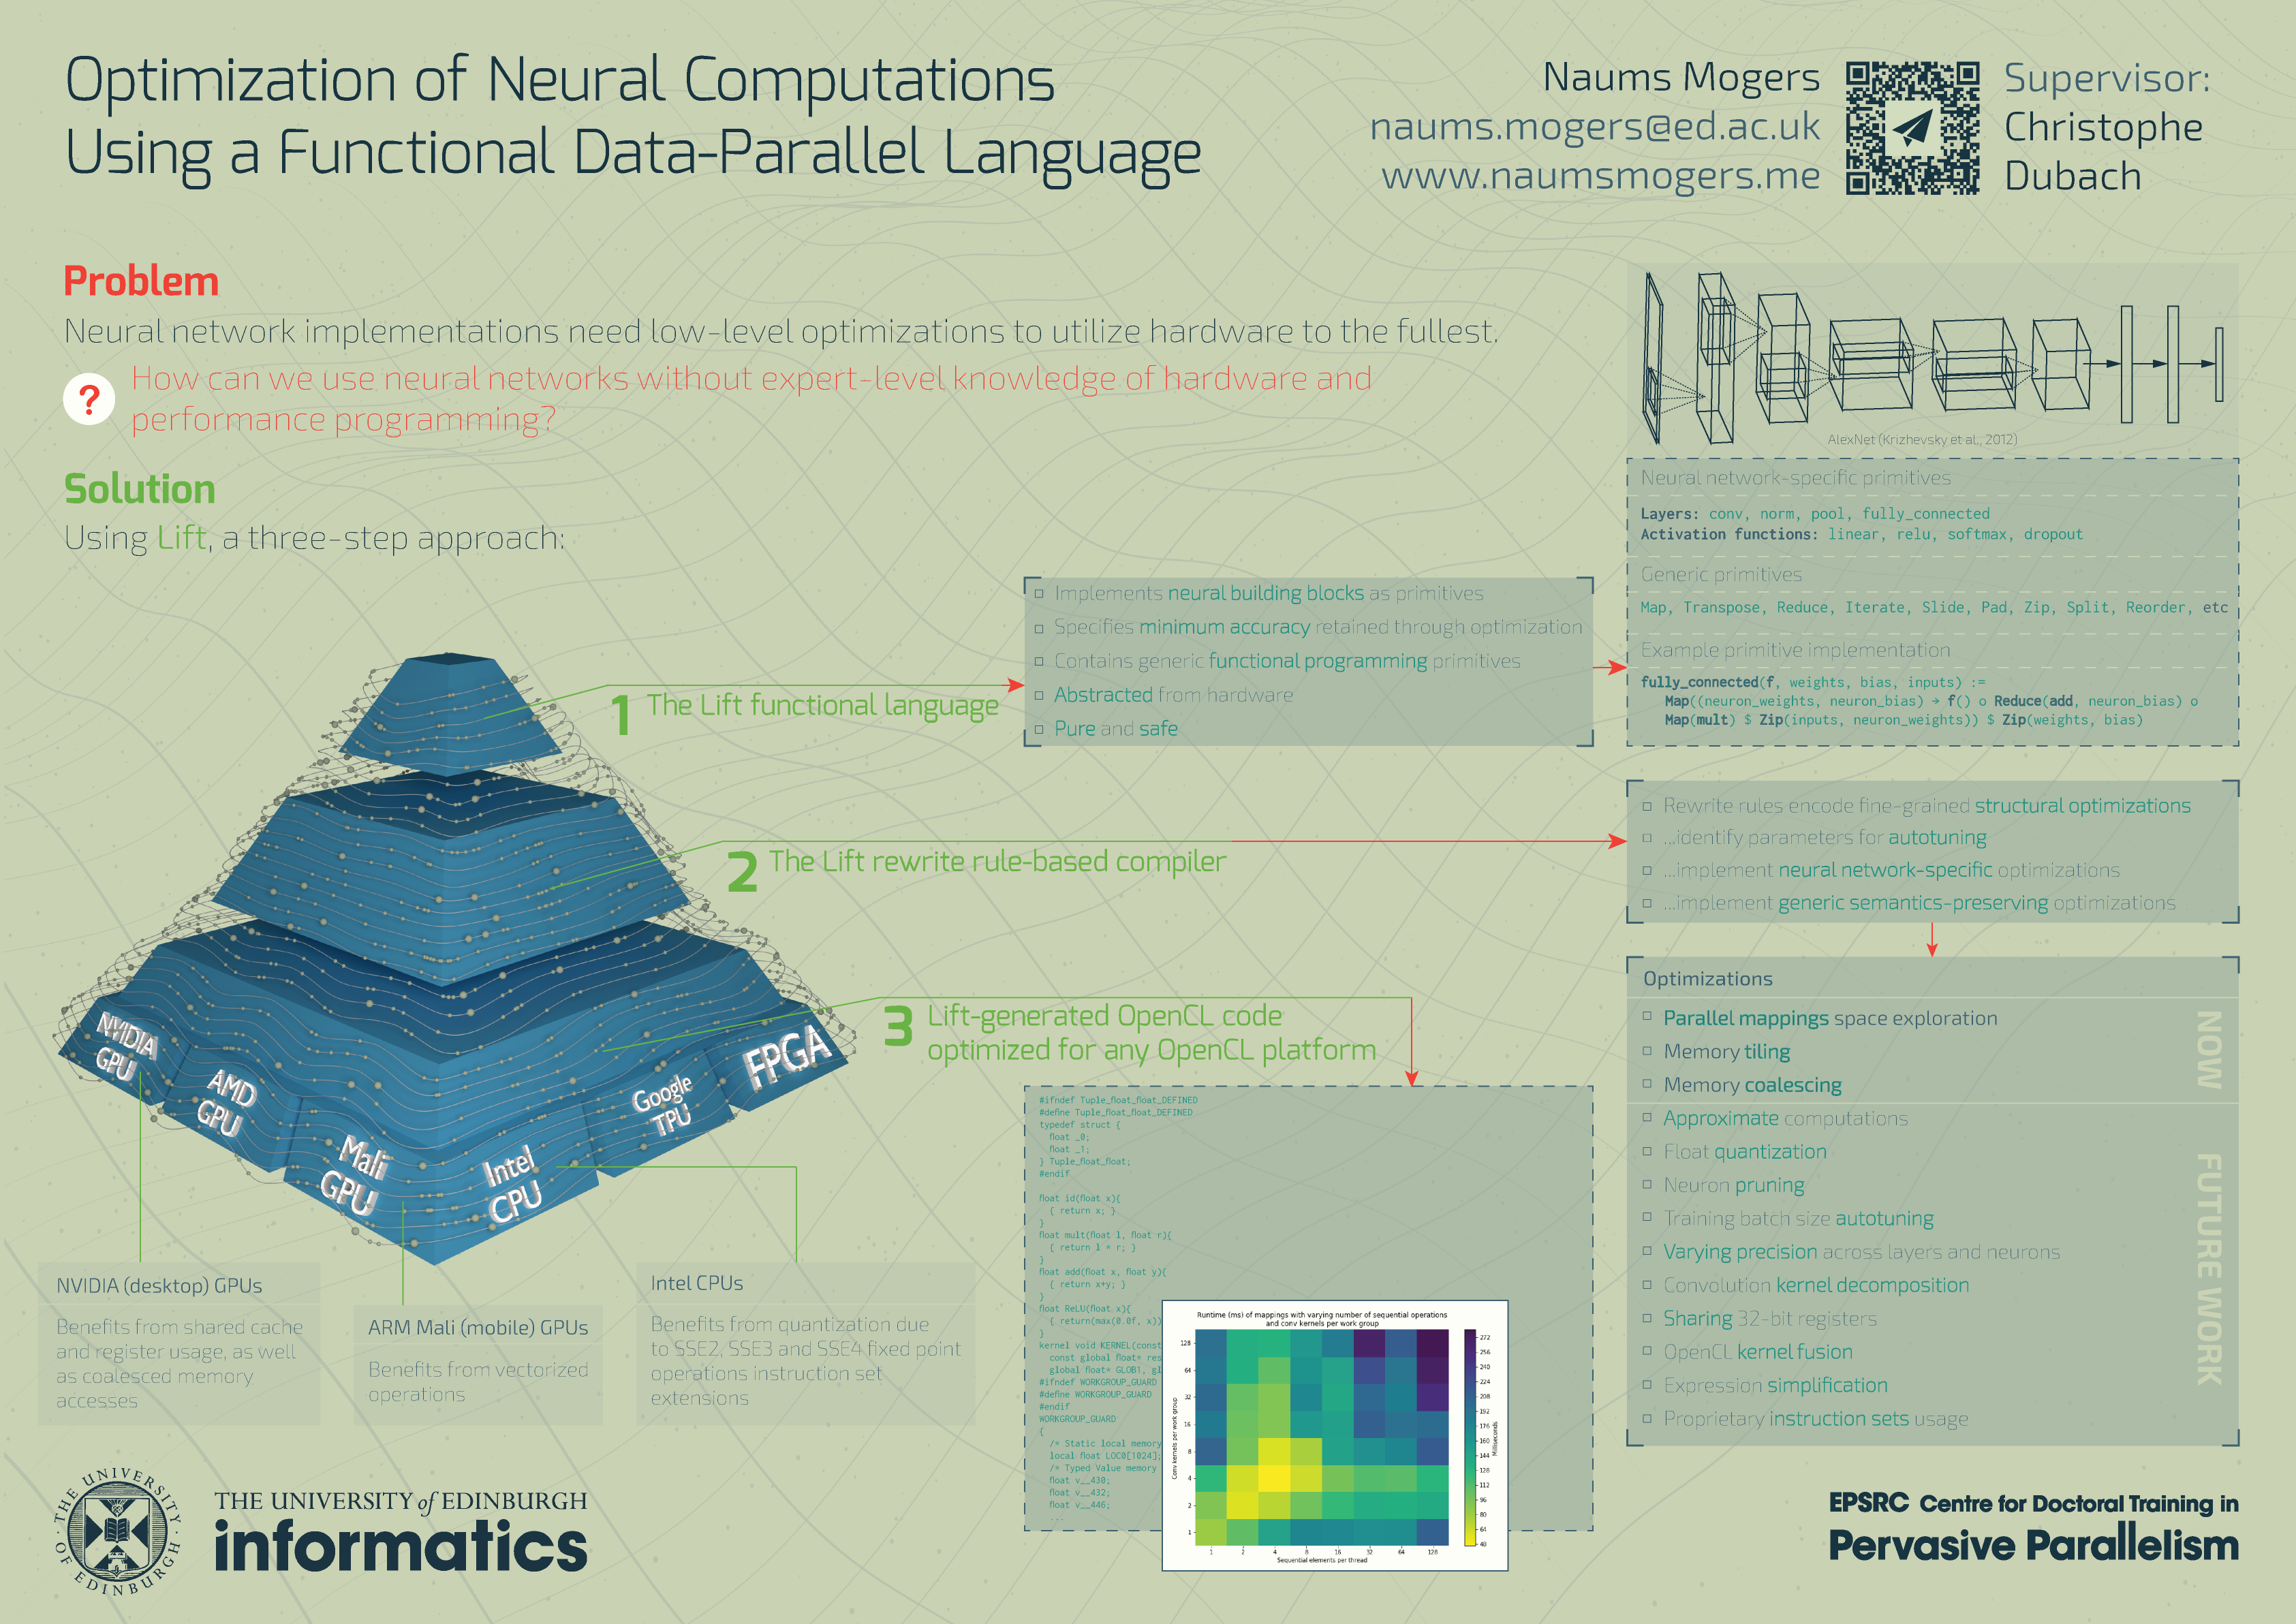 Optimization of Neural Computations
Using a Functional Data-Parallel Language
Naums Mogers
naums.mogers@ed.ac.uk
www.naumsmogers.me
Supervisor:
Christophe
Dubach
Problem
Neural network implementations need low-level optimizations to utilize hardware to the fullest.
?
How can we use neural networks without expert-level knowledge of hardware and
performance programming?
Solution
Using Lift, a three-step approach:
1 The Lift functional language
Implements neural building blocks as primitives
Specifies minimum accuracy retained through optimization
Contains generic functional programming primitives
Abstracted from hardware
Pure and safe
AlexNet (Krizhevsky et al., 2012)
Neural network-specific primitives
Layers: conv, norm, pool, fully_connected
Activation functions: linear, relu, softmax, dropout
Generic primitives
Map, Transpose, Reduce, Iterate, Slide, Pad, Zip, Split, Reorder, etc
Example primitive implementation
fully_connected(f, weights, bias, inputs) :=
Map((neuron_weights, neuron_bias) → f() o Reduce(add, neuron_bias) o
Map(mult) $ Zip(inputs, neuron_weights)) $ Zip(weights, bias)
2 The Lift rewrite rule-based compiler
Rewrite rules encode fine-grained structural optimizations
...identify parameters for autotuning
...implement neural network-specific optimizations
...implement generic semantics-preserving optimizations
Optimizations
Parallel mappings space exploration
Memory tiling
Memory coalescing
NOW
Approximate computations
Float quantization
Neuron pruning
Training batch size autotuning
Varying precision across layers and neurons
Convolution kernel decomposition
Sharing 32-bit registers
OpenCL kernel fusion
Expression simplification
Proprietary instruction sets usage
FUTURE WORK
3 Lift-generated OpenCL code
optimized for any OpenCL platform
#ifndef Tuple_float_float_DEFINED
#define Tuple_float_float_DEFINED
typedef struct {
float _0;
float _1;
} Tuple_float_float;
#endif
float id(float x){
{ return x; }
}
float mult(float l, float r){
{ return l * r; }
}
float add(float x, float y){
{ return x+y; }
}
float ReLU(float x){
{ return(max(0.0f, x))
}
kernel void KERNEL(const
const global float* res
global float* GLOB1, gl
#ifndef WORKGROUP_GUARD
#define WORKGROUP_GUARD
#endif
WORKGROUP_GUARD
{
/* Static local memory
local float LOC0[1024];
/* Typed Value memory
float v__430;
float v__432;
float v__446;
...
Runtime (ms) of mappings with varying number of sequential operations
and conv kernels per work group
Conv kernels per work group
128
64
32
16
8
4
2
1
1 2 4 8 16 32 64 128
Sequential elements per thread
272
256
240
224
208
192
176
160
144
128
112
96
80
64
48
Milliseconds
NVIDIA
GPU
AMD
GPU
Mali
GPU
Intel
CPU
Google
TPU
FPGA
NVIDIA (desktop) GPUs
Benefits from shared cache
and register usage, as well
as coalesced memory
accesses
ARM Mali (mobile) GPUs
Benefits from vectorized
operations
Intel CPUs
Benefits from quantization due
to SSE2, SSE3 and SSE4 fixed point
operations instruction set
extensions
THE UNIVERSITY OF EDINBURGH
THE UNIVERSITY of EDINBURGH
informatics
EPSRC Centre for Doctoral Training in
Pervasive Parallelism